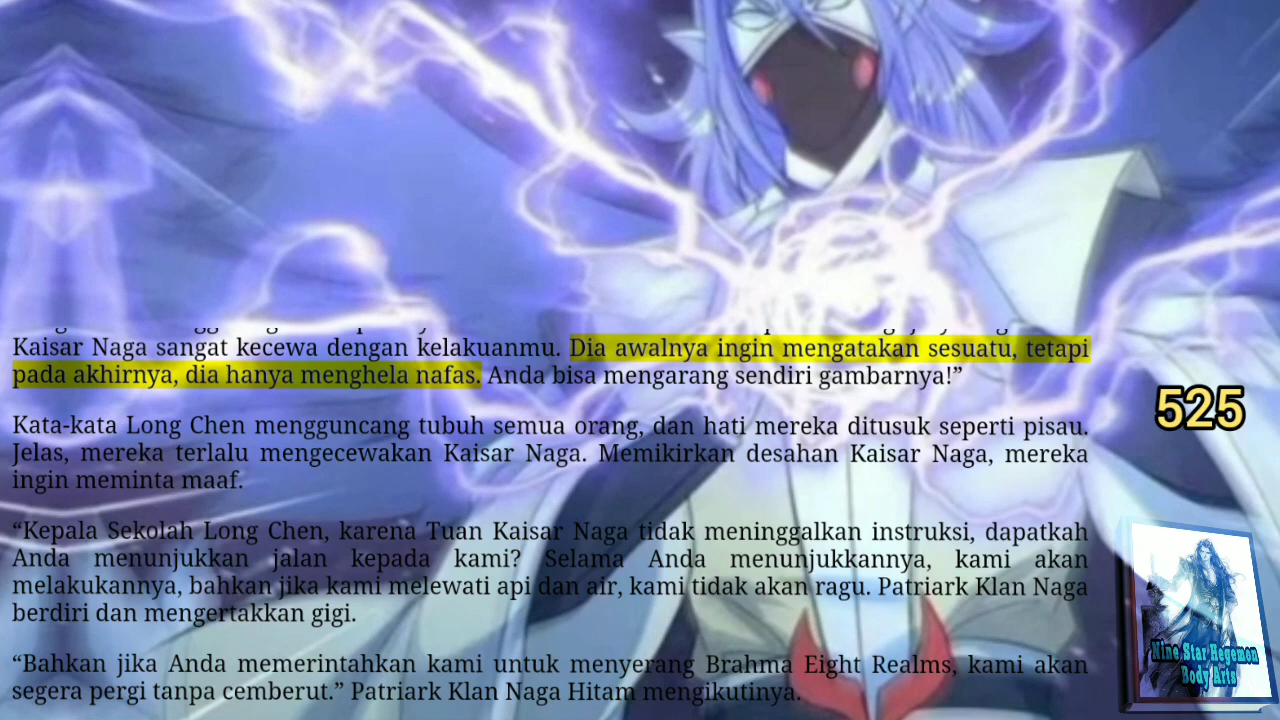 Kaisar Naga sangat kecewa dengan kelakuanmu. Dia awalnya ingin mengatakan sesuatu, tetapi
pada akhirnya, dia hanya menghela nafas. Anda bisa mengarang sendiri gambarnya!”
Kata-kata Long Chen mengguncang tubuh semua orang, dan hati mereka ditusuk seperti pisau.
Jelas, mereka terlalu mengecewakan Kaisar Naga. Memikirkan desahan Kaisar Naga, mereka
ingin meminta maaf.
“Kepala Sekolah Long Chen, karena Tuan Kaisar Naga tidak meninggalkan instruksi, dapatkah
Anda menunjukkan jalan kepada kami? Selama Anda menunjukkannya, kami akan
melakukannya, bahkan jika kami melewati api dan air, kami tidak akan ragu. Patriark Klan Naga
berdiri dan mengertakkan gigi.
“Bahkan jika Anda memerintahkan kami untuk menyerang Brahma Eight Realms, kami akan
segera pergi tanpa cemberut.” Patriark Klan Naga Hitam mengikutinya.
525
Nine Star Hegemon
Body Arts